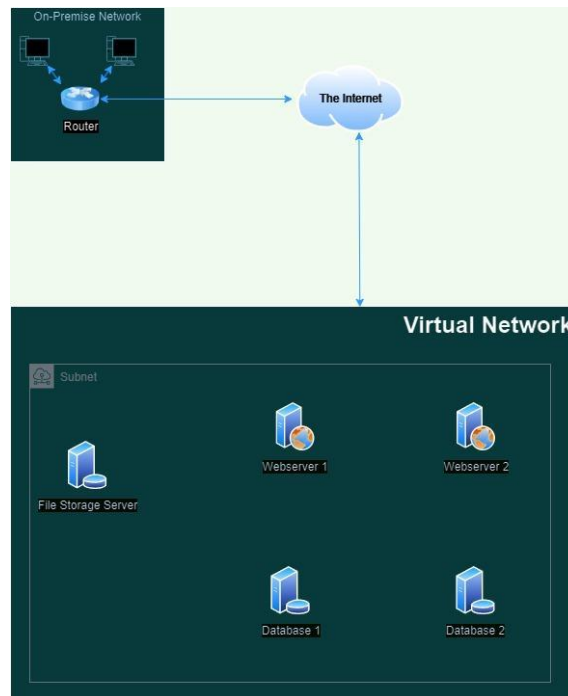 On-Premise Network
Router
The Internet
Virtual Network
Subnet
Webserver 1
Webserver 2
File Storage Server
Database 1
Database 2